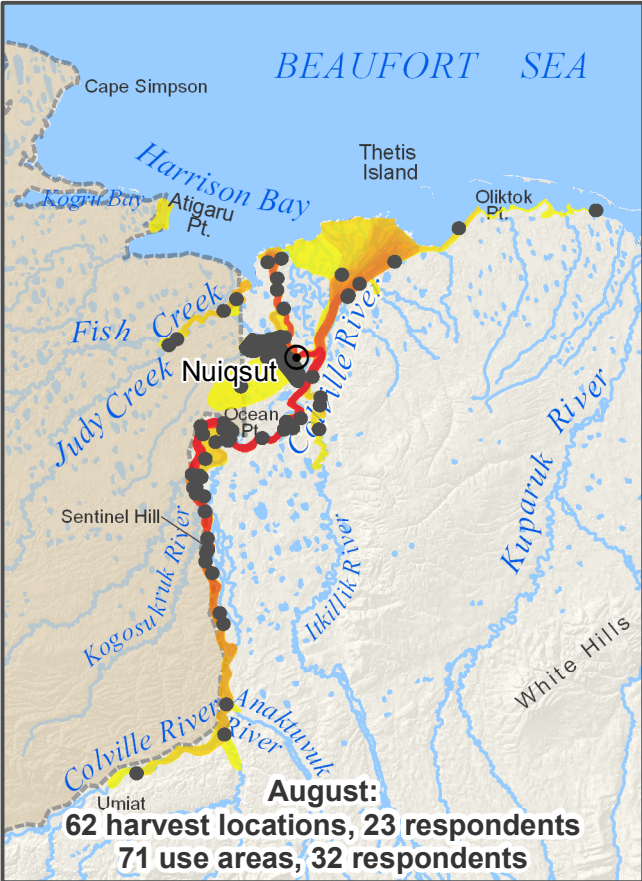 BEAUFORT SEA
Cape Simpson
Thetis
Island
Harrison Bay
Kogru Bay
Atigaru
Pt.
Oliktok
Pt.
Fish Creek
Judy Creek
Nuiqsut
Colville River
Ocean
Pt.
Kuparuk River
Sentinel Hill
Kogosukruk River
Itkillik River
White Hills
Colville River
Anaktuvuk
River
Umiat
August:
62 harvest locations, 23 respondents
71 use areas, 32 respondents